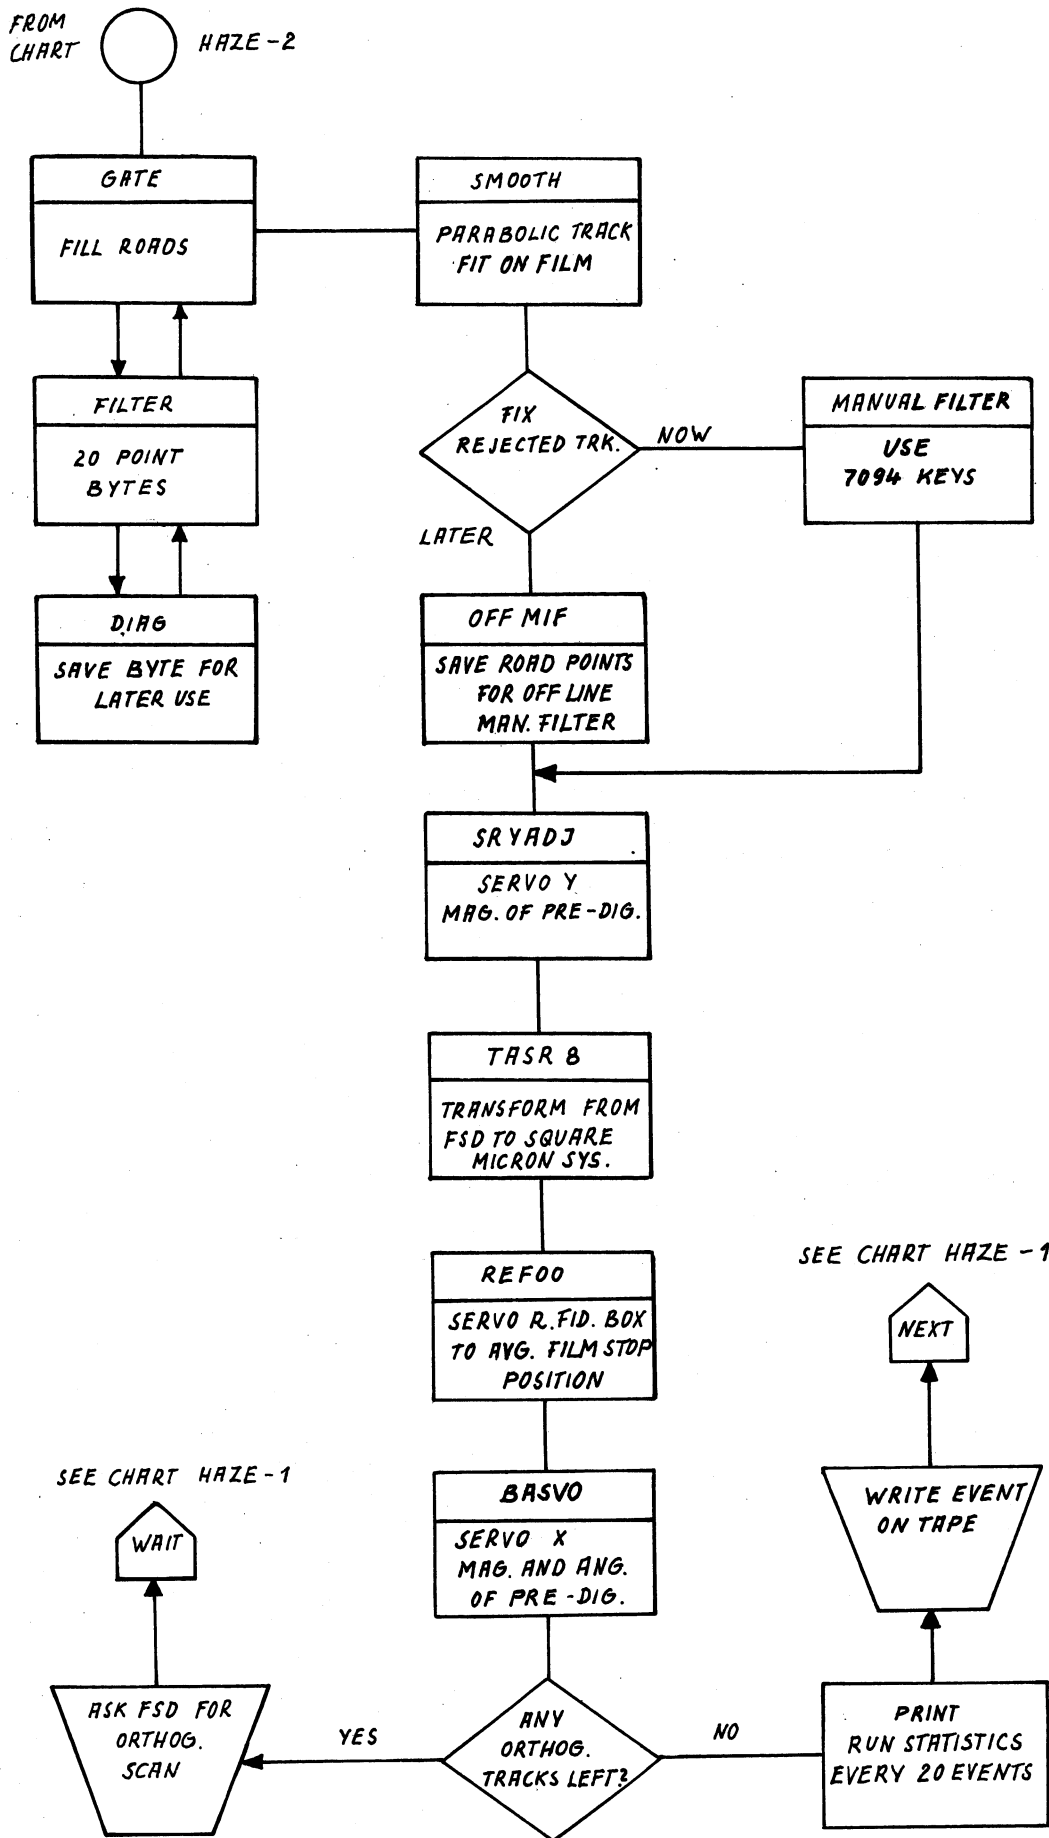 FROM
CHART
HAZE-2
GATE
FILL ROADS
SMOOTH
PARABOLIC TRACK
FIT ON FILM
FILTER
20 POINT
BYTES
FIX
REJECTED TRK.
NOW
MANUAL FILTER
USE
7094 KEYS
LATER
DIAG
SAVE BYTE FOR
LATER USE
OFF MIF
SAVE ROAD POINTS
FOR OFF LINE
MAN. FILTER
SRYADJ
SERVO Y
MAG. OF PRE-DIG.
TASR 8
TRANSFORM FROM
FSD TO SQUARE
MICRON SYS.
REFOO
SERVO R. FID. BOX
TO AVG. FILM STOP
POSITION
SEE CHART HAZE-1
NEXT
WRITE EVENT
ON TAPE
SEE CHART HAZE-1
WAIT
BASVO
SERVO X
MAG. AND ANG.
OF PRE-DIG.
ASK FSD FOR
ORTHOG.
SCAN
YES
ANY
ORTHOG.
TRACKS LEFT?
NO
PRINT
RUN STATISTICS
EVERY 20 EVENTS